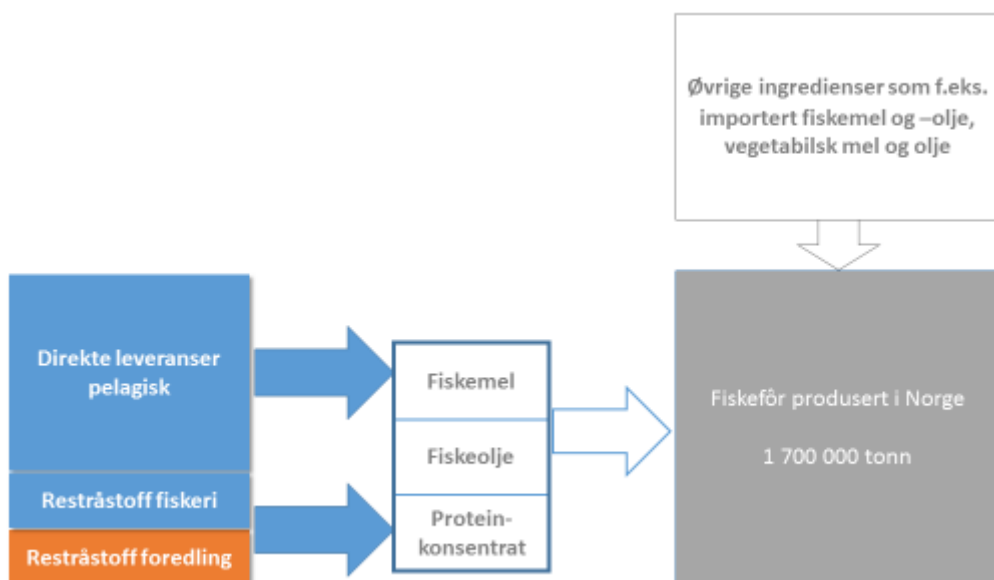 Øvrige ingredienser som f.eks.
importert fiskemel og –olje,
vegetabilsk mel og olje
Direkte leveranser
pelagisk
Restråstoff fiskeri
Restråstoff foredling
Fiskemel
Fiskeolje
Protein-
konsentrat
Fiskefôr produsert i Norge
1 700 000 tonn